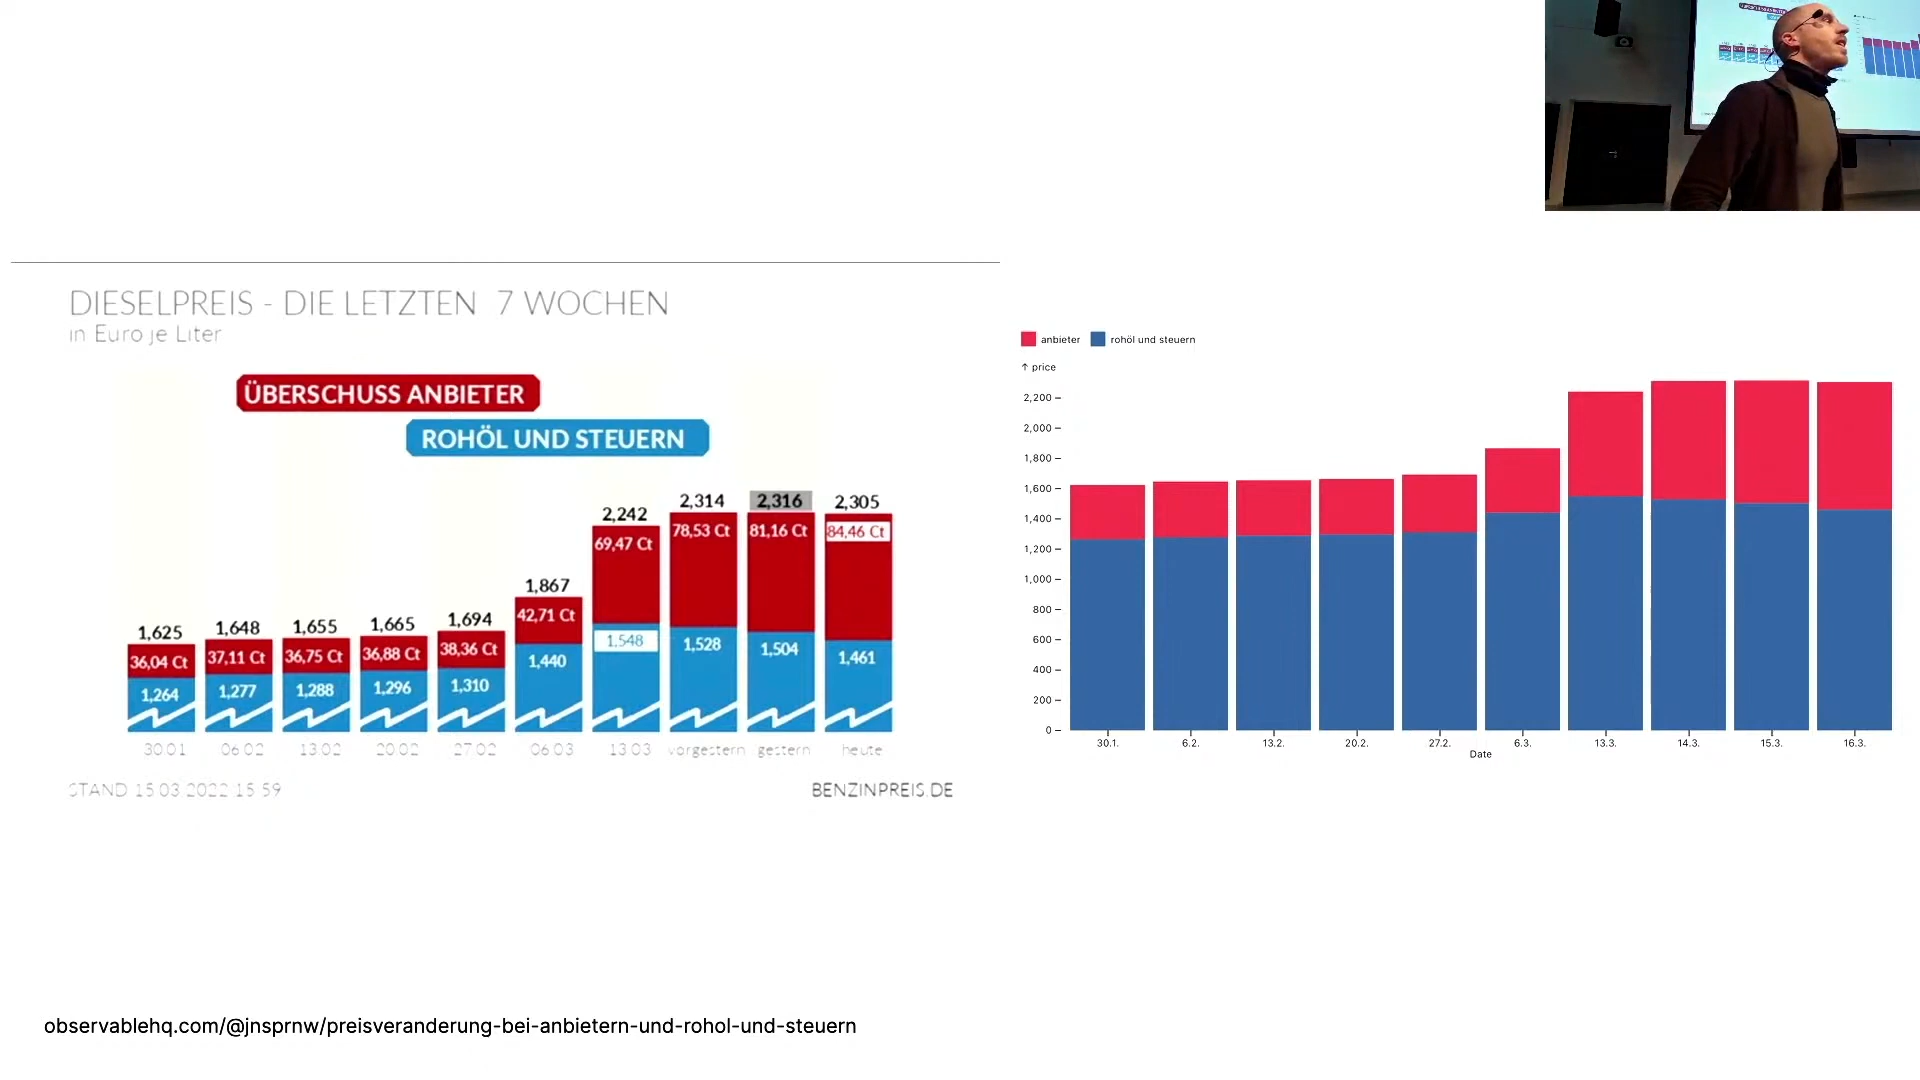 DIESELPREIS - DIE LETZTEN 7 WOCHEN
in Euro je Liter
ÜBERSCHUSS ANBIETER
ROHÖL UND STEUERN
1,625 1,648 1,655 1,665 1,694 1,867 2,242 2,314 2,316 2,305
36,04 Ct 37,11 Ct 36,75 Ct 36,88 Ct 38,36 Ct 42,71 Ct 69,47 Ct 78,53 Ct 81,16 Ct 84,46 Ct
1,264 1,277 1,288 1,296 1,310 1,440 1,548 1,528 1,504 1,461
30.01 06.02 13.02 20.02 27.02 06.03 13.03 vorgestern gestern heute
STAND 15.03.2022 15:59
BENZINPREIS.DE
anbieter rohöl und steuern
↑ price
2,200
2,000
1,800
1,600
1,400
1,200
1,000
800
600
400
200
0
30.1. 6.2. 13.2. 20.2. 27.2. 6.3. 13.3. 14.3. 15.3. 16.3.
Date
observablehq.com/@jnsprnw/preisveranderung-bei-anbietern-und-rohol-und-steuern